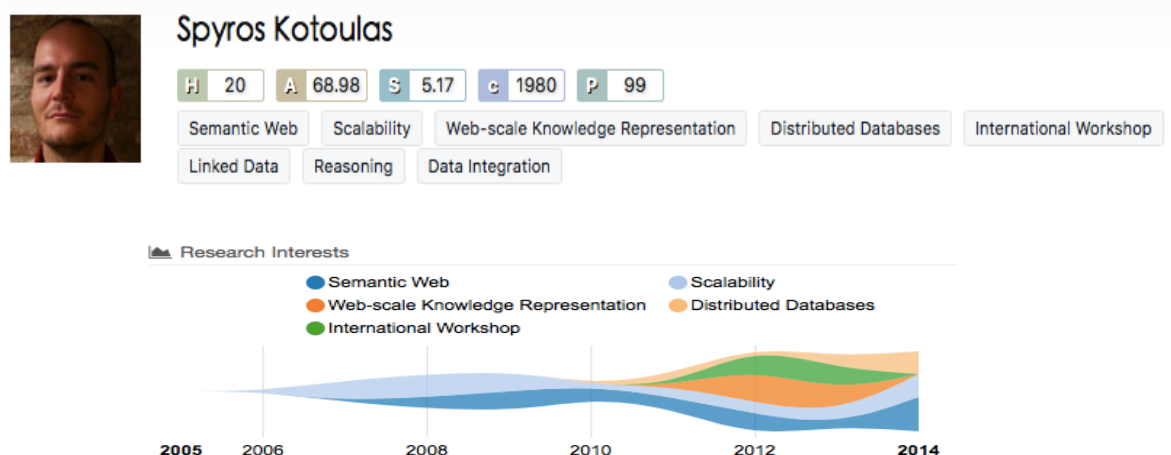 Spyros Kotoulas
H 20 A 68.98 S 5.17 c 1980 P 99
Semantic Web Scalability Web-scale Knowledge Representation Distributed Databases International Workshop
Linked Data Reasoning Data Integration
Research Interests
Semantic Web Scalability
Web-scale Knowledge Representation Distributed Databases
International Workshop
2005 2006 2008 2010 2012 2014